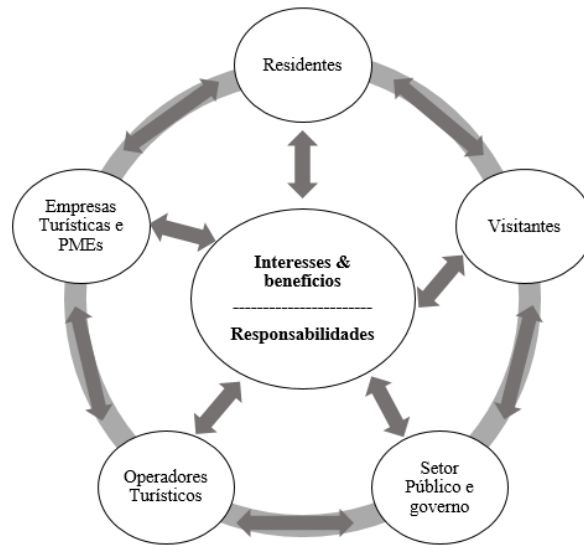 Residentes
Empresas
Turísticas e
PMEs
Visitantes
Interesses &
benefícios
------------------------
Responsabilidades
Operadores
Turísticos
Setor
Público e
governo